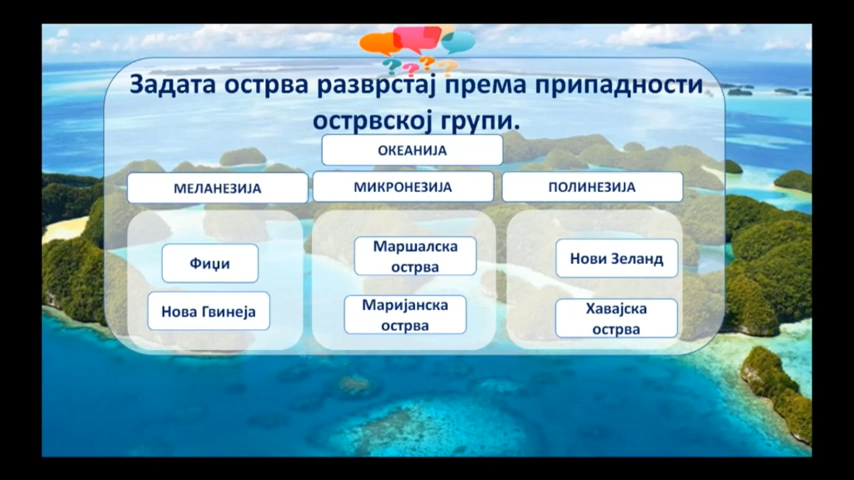 Задата острва разврстај према припадности
острвској групи.
ОКЕАНИЈА
МЕЛАНЕЗИЈА
МИКРОНЕЗИЈА
ПОЛИНЕЗИЈА
Фиџи
Нова Гвинеја
Маршалска
острва
Маријанска
острва
Нови Зеланд
Хавајска
острва